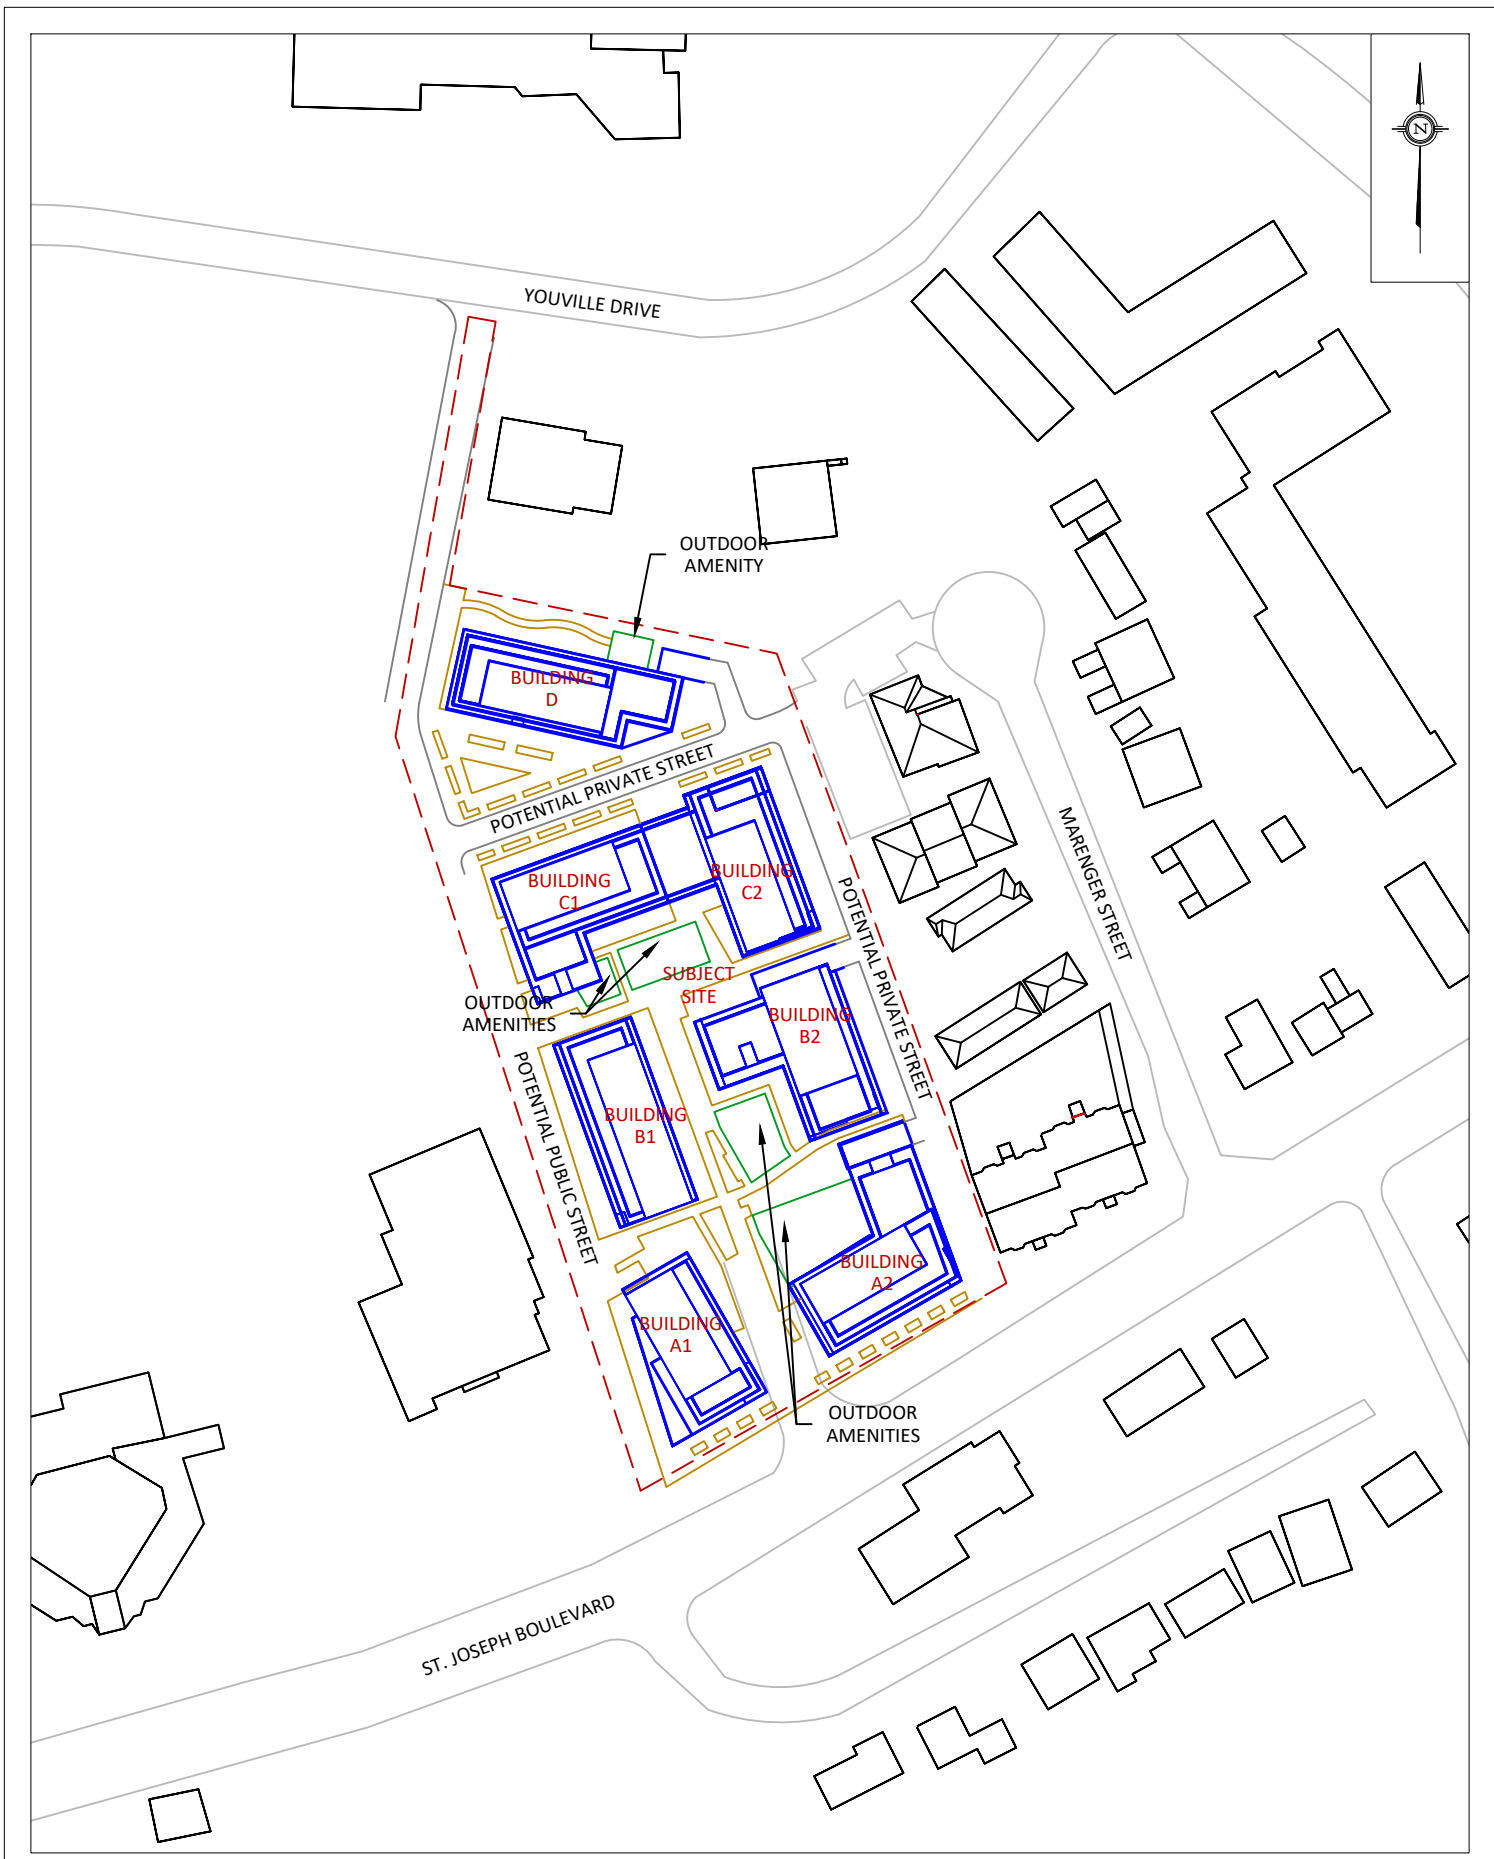 N
YOUVILLE DRIVE
OUTDOOR
AMENITY
BUILDING
D
POTENTIAL PRIVATE STREET
BUILDING
C1
BUILDING
C2
MARENGER STREET
POTENTIAL PRIVATE STREET
SUBJECT
SITE
OUTDOOR
AMENITIES
BUILDING
B2
BUILDING
B1
POTENTIAL PUBLIC STREET
BUILDING
A2
BUILDING
A1
OUTDOOR
AMENITIES
ST. JOSEPH BOULEVARD